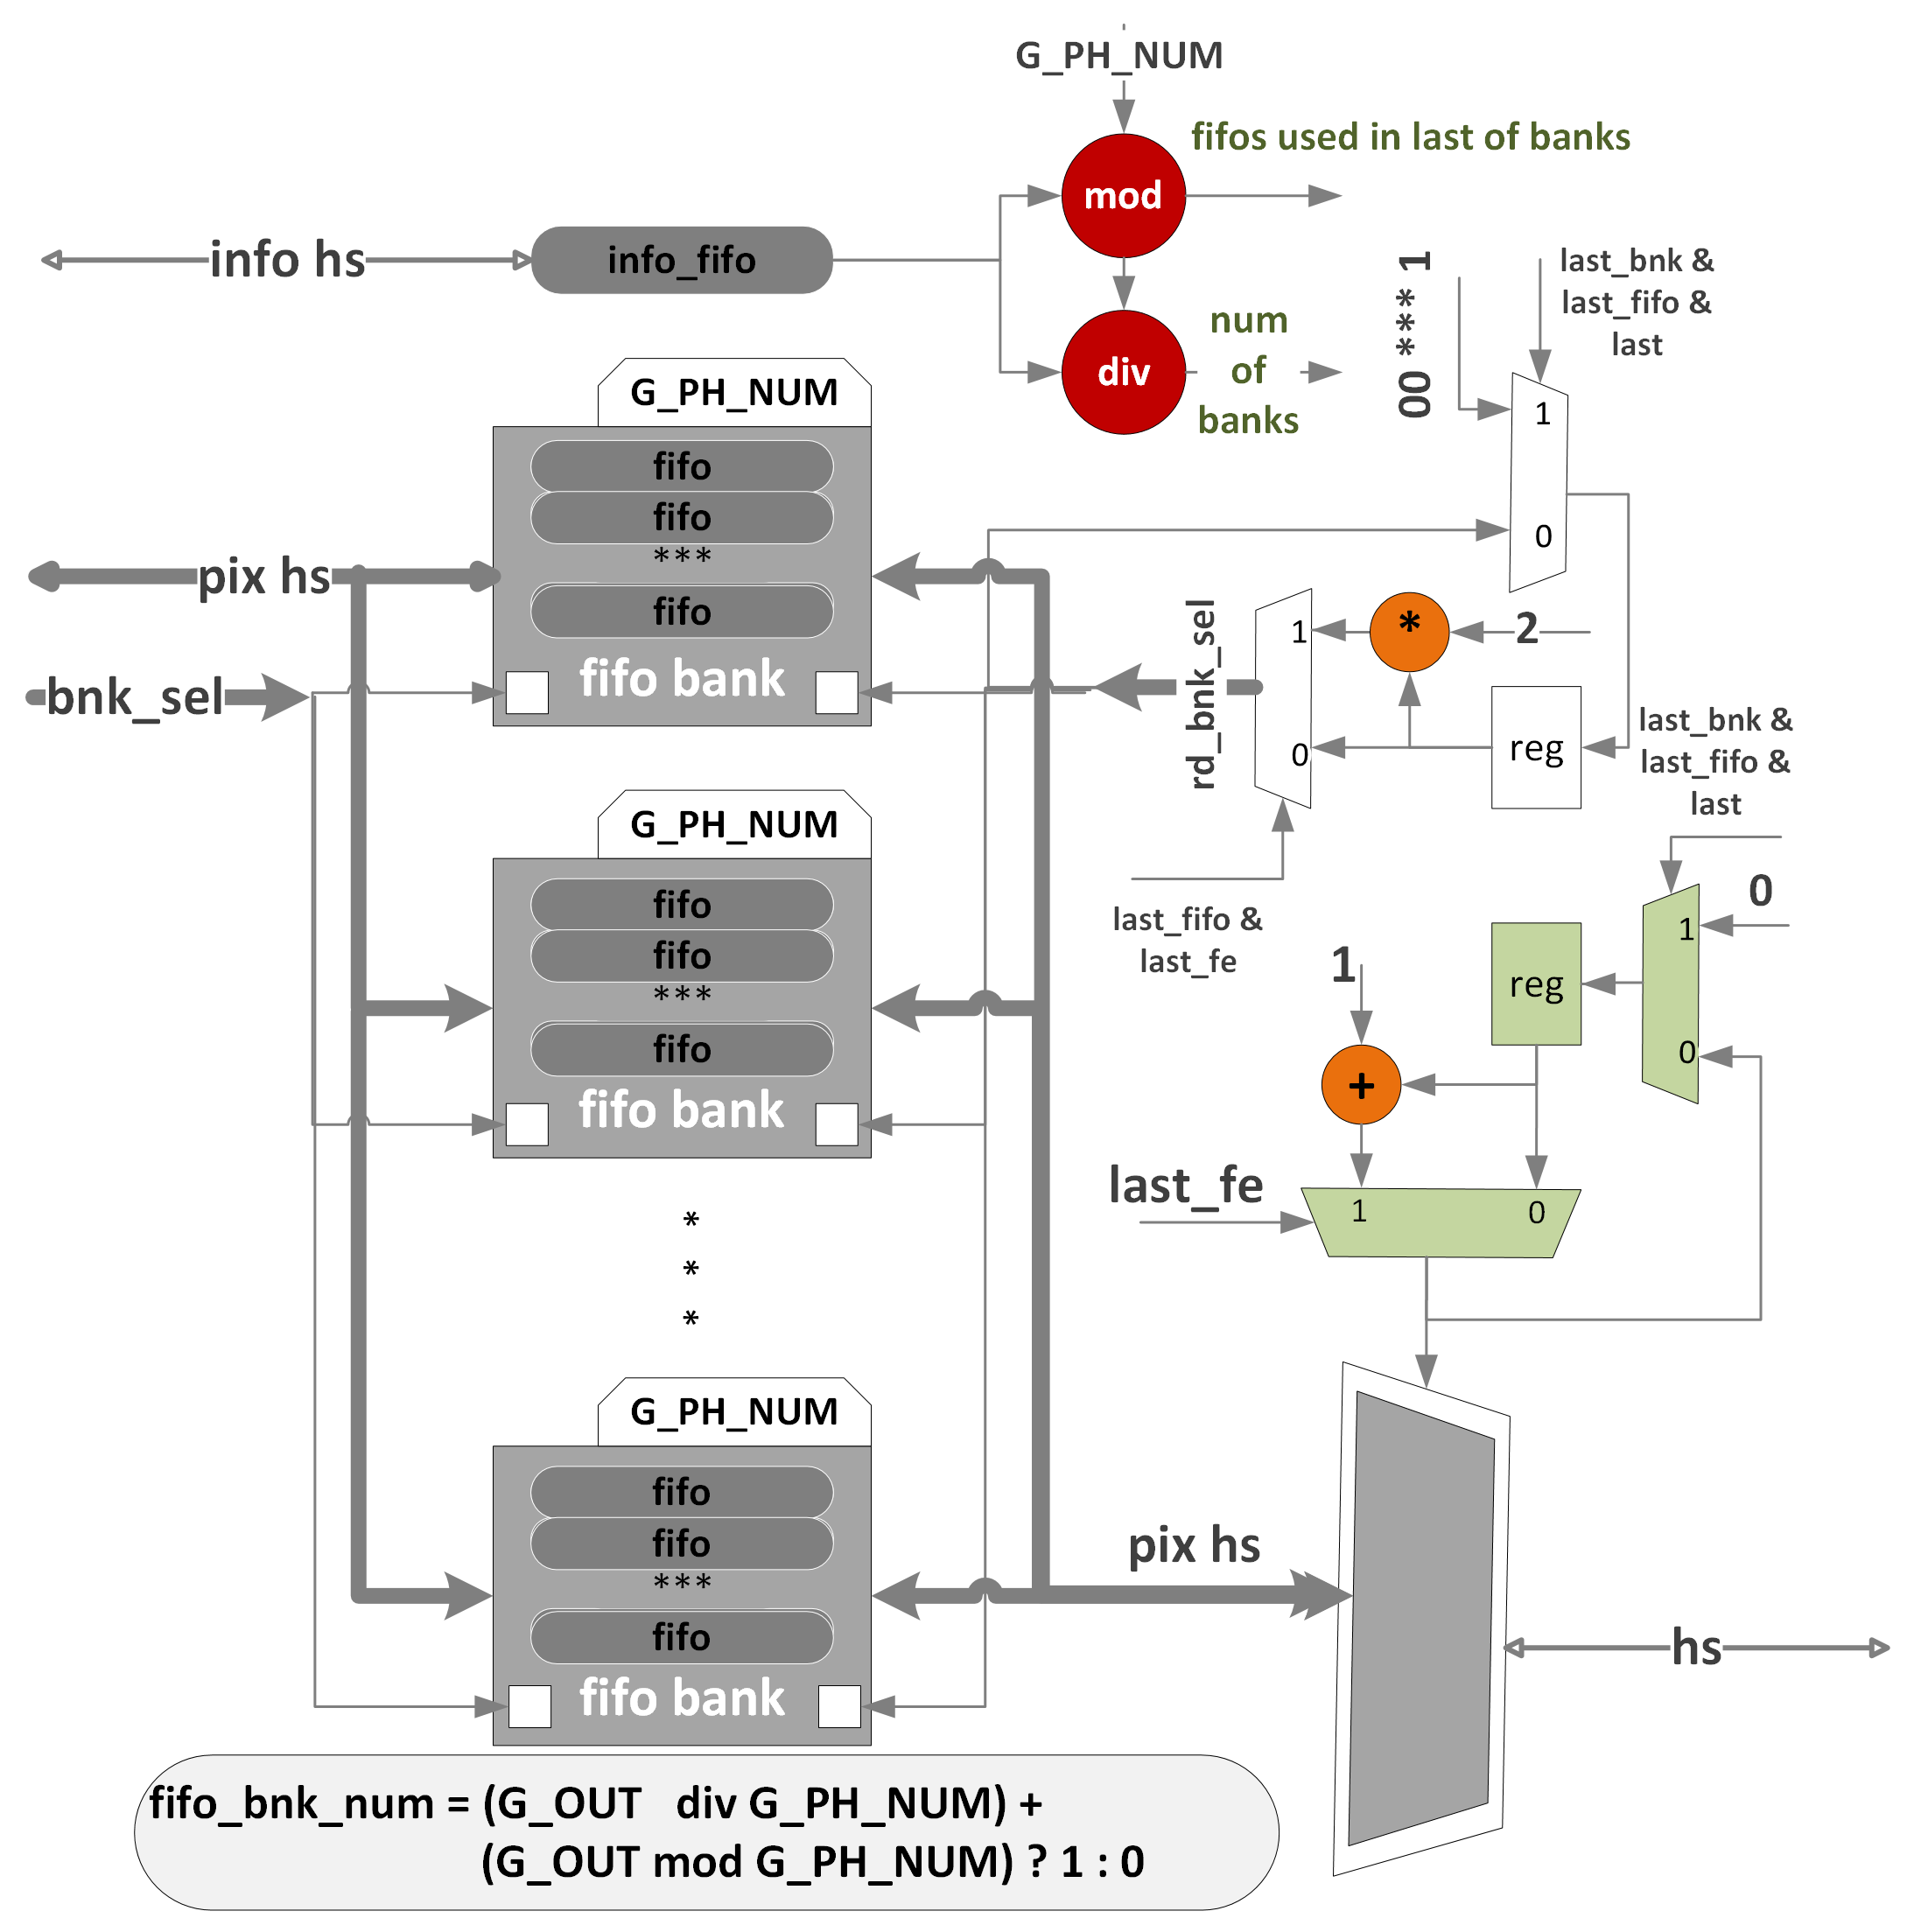 G_PH_NUM
mod
fifos used in last of banks
info hs
info_fifo
div
num
of
banks
00 *** 1
last_bnk &
last_fifo &
last
1
0
G_PH_NUM
fifo
fifo
***
fifo
fifo bank
pix hs
bnk_sel
rd_bnk_sel
1
0
*
2
reg
last_fifo &
last_fe
last_bnk &
last_fifo &
last
0
1
0
reg
1
+
last_fe
1
0
G_PH_NUM
fifo
fifo
***
fifo
fifo bank
*
*
*
G_PH_NUM
fifo
fifo
***
fifo
fifo bank
pix hs
hs
fifo_bnk_num = (G_OUT div G_PH_NUM) +
(G_OUT mod G_PH_NUM) ? 1 : 0